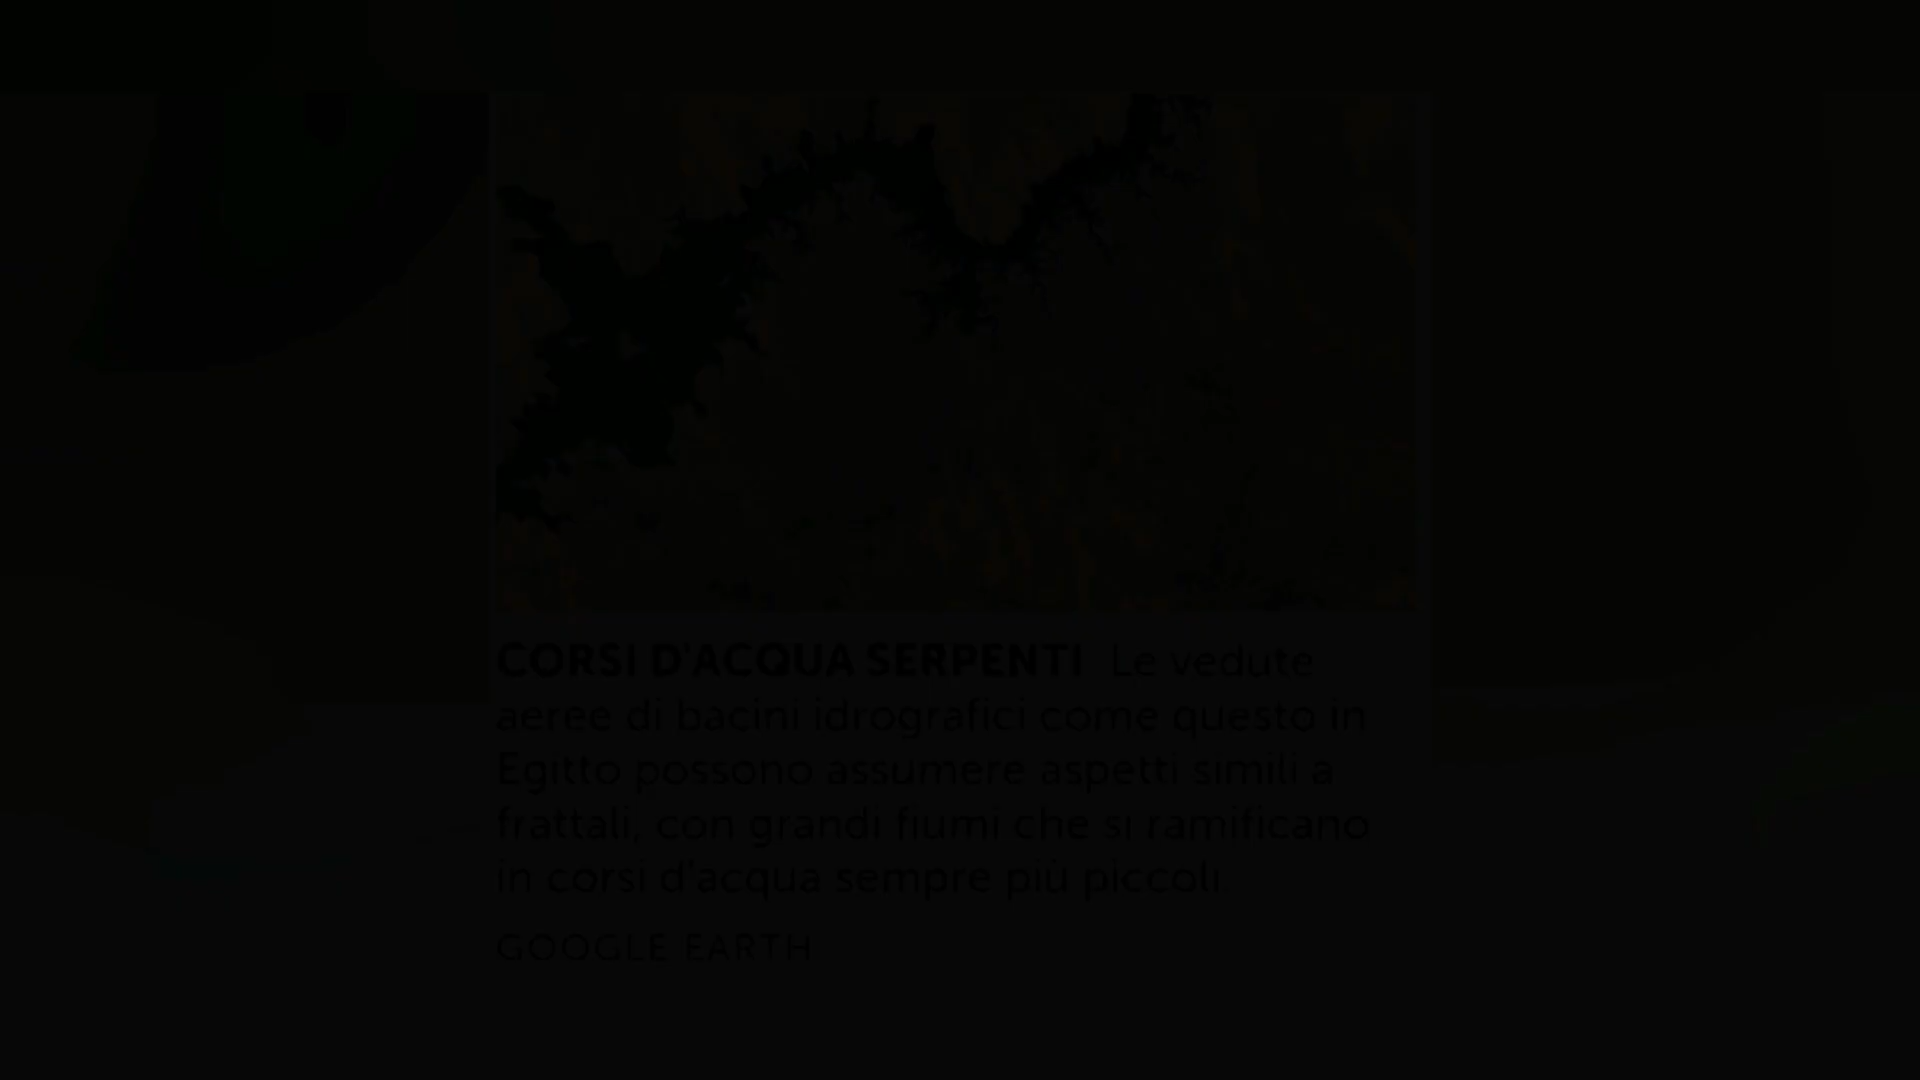 CORSI D'ACQUA SERPENTI Le vedute
aeree di bacini idrografici come questo in
Egitto possono assumere aspetti simili a
frattali, con grandi fiumi che si ramificano
in corsi d'acqua sempre più piccoli.
GOOGLE EARTH